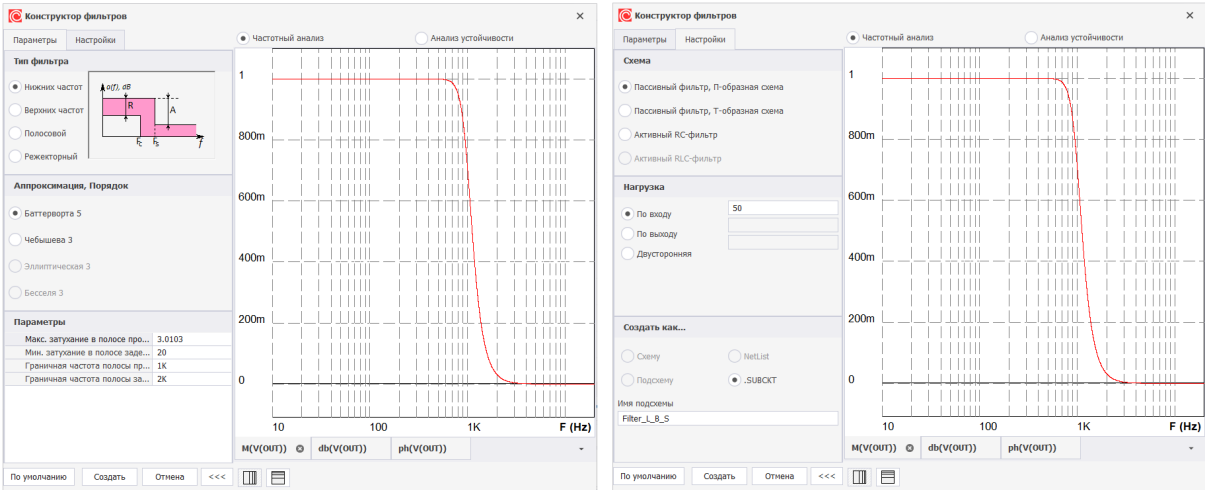 Конструктор фильтров
Параметры
Настройки
Частотный анализ
Анализ устойчивости
Тип фильтра
Нижних частот
Верхних частот
Полосовой
Режекторный
a(f), dB
R
A
Fc
Fs
f
Аппроксимация, Порядок
Баттерворта 5
Чебышева 3
Эллиптическая 3
Бесселя 3
Параметры
Макс. затухание в полосе про... 3.0103
Мин. затухание в полосе заде... 20
Граничная частота полосы пр... 1K
Граничная частота полосы за... 2K
1
800m
600m
400m
200m
0
10 100 1K F (Hz)
M(V(OUT))
db(V(OUT))
ph(V(OUT))
По умолчанию
Создать
Отмена
<<<
Конструктор фильтров
Параметры
Настройки
Частотный анализ
Анализ устойчивости
Схема
Пассивный фильтр, П-образная схема
Пассивный фильтр, Т-образная схема
Активный RC-фильтр
Активный RLC-фильтр
Нагрузка
По входу
50
По выходу
Двусторонняя
Создать как...
Схему
NetList
Подсхему
.SUBCKT
Имя подсхемы
Filter_L_B_S
1
800m
600m
400m
200m
0
10 100 1K F (Hz)
M(V(OUT))
db(V(OUT))
ph(V(OUT))
По умолчанию
Создать
Отмена
<<<